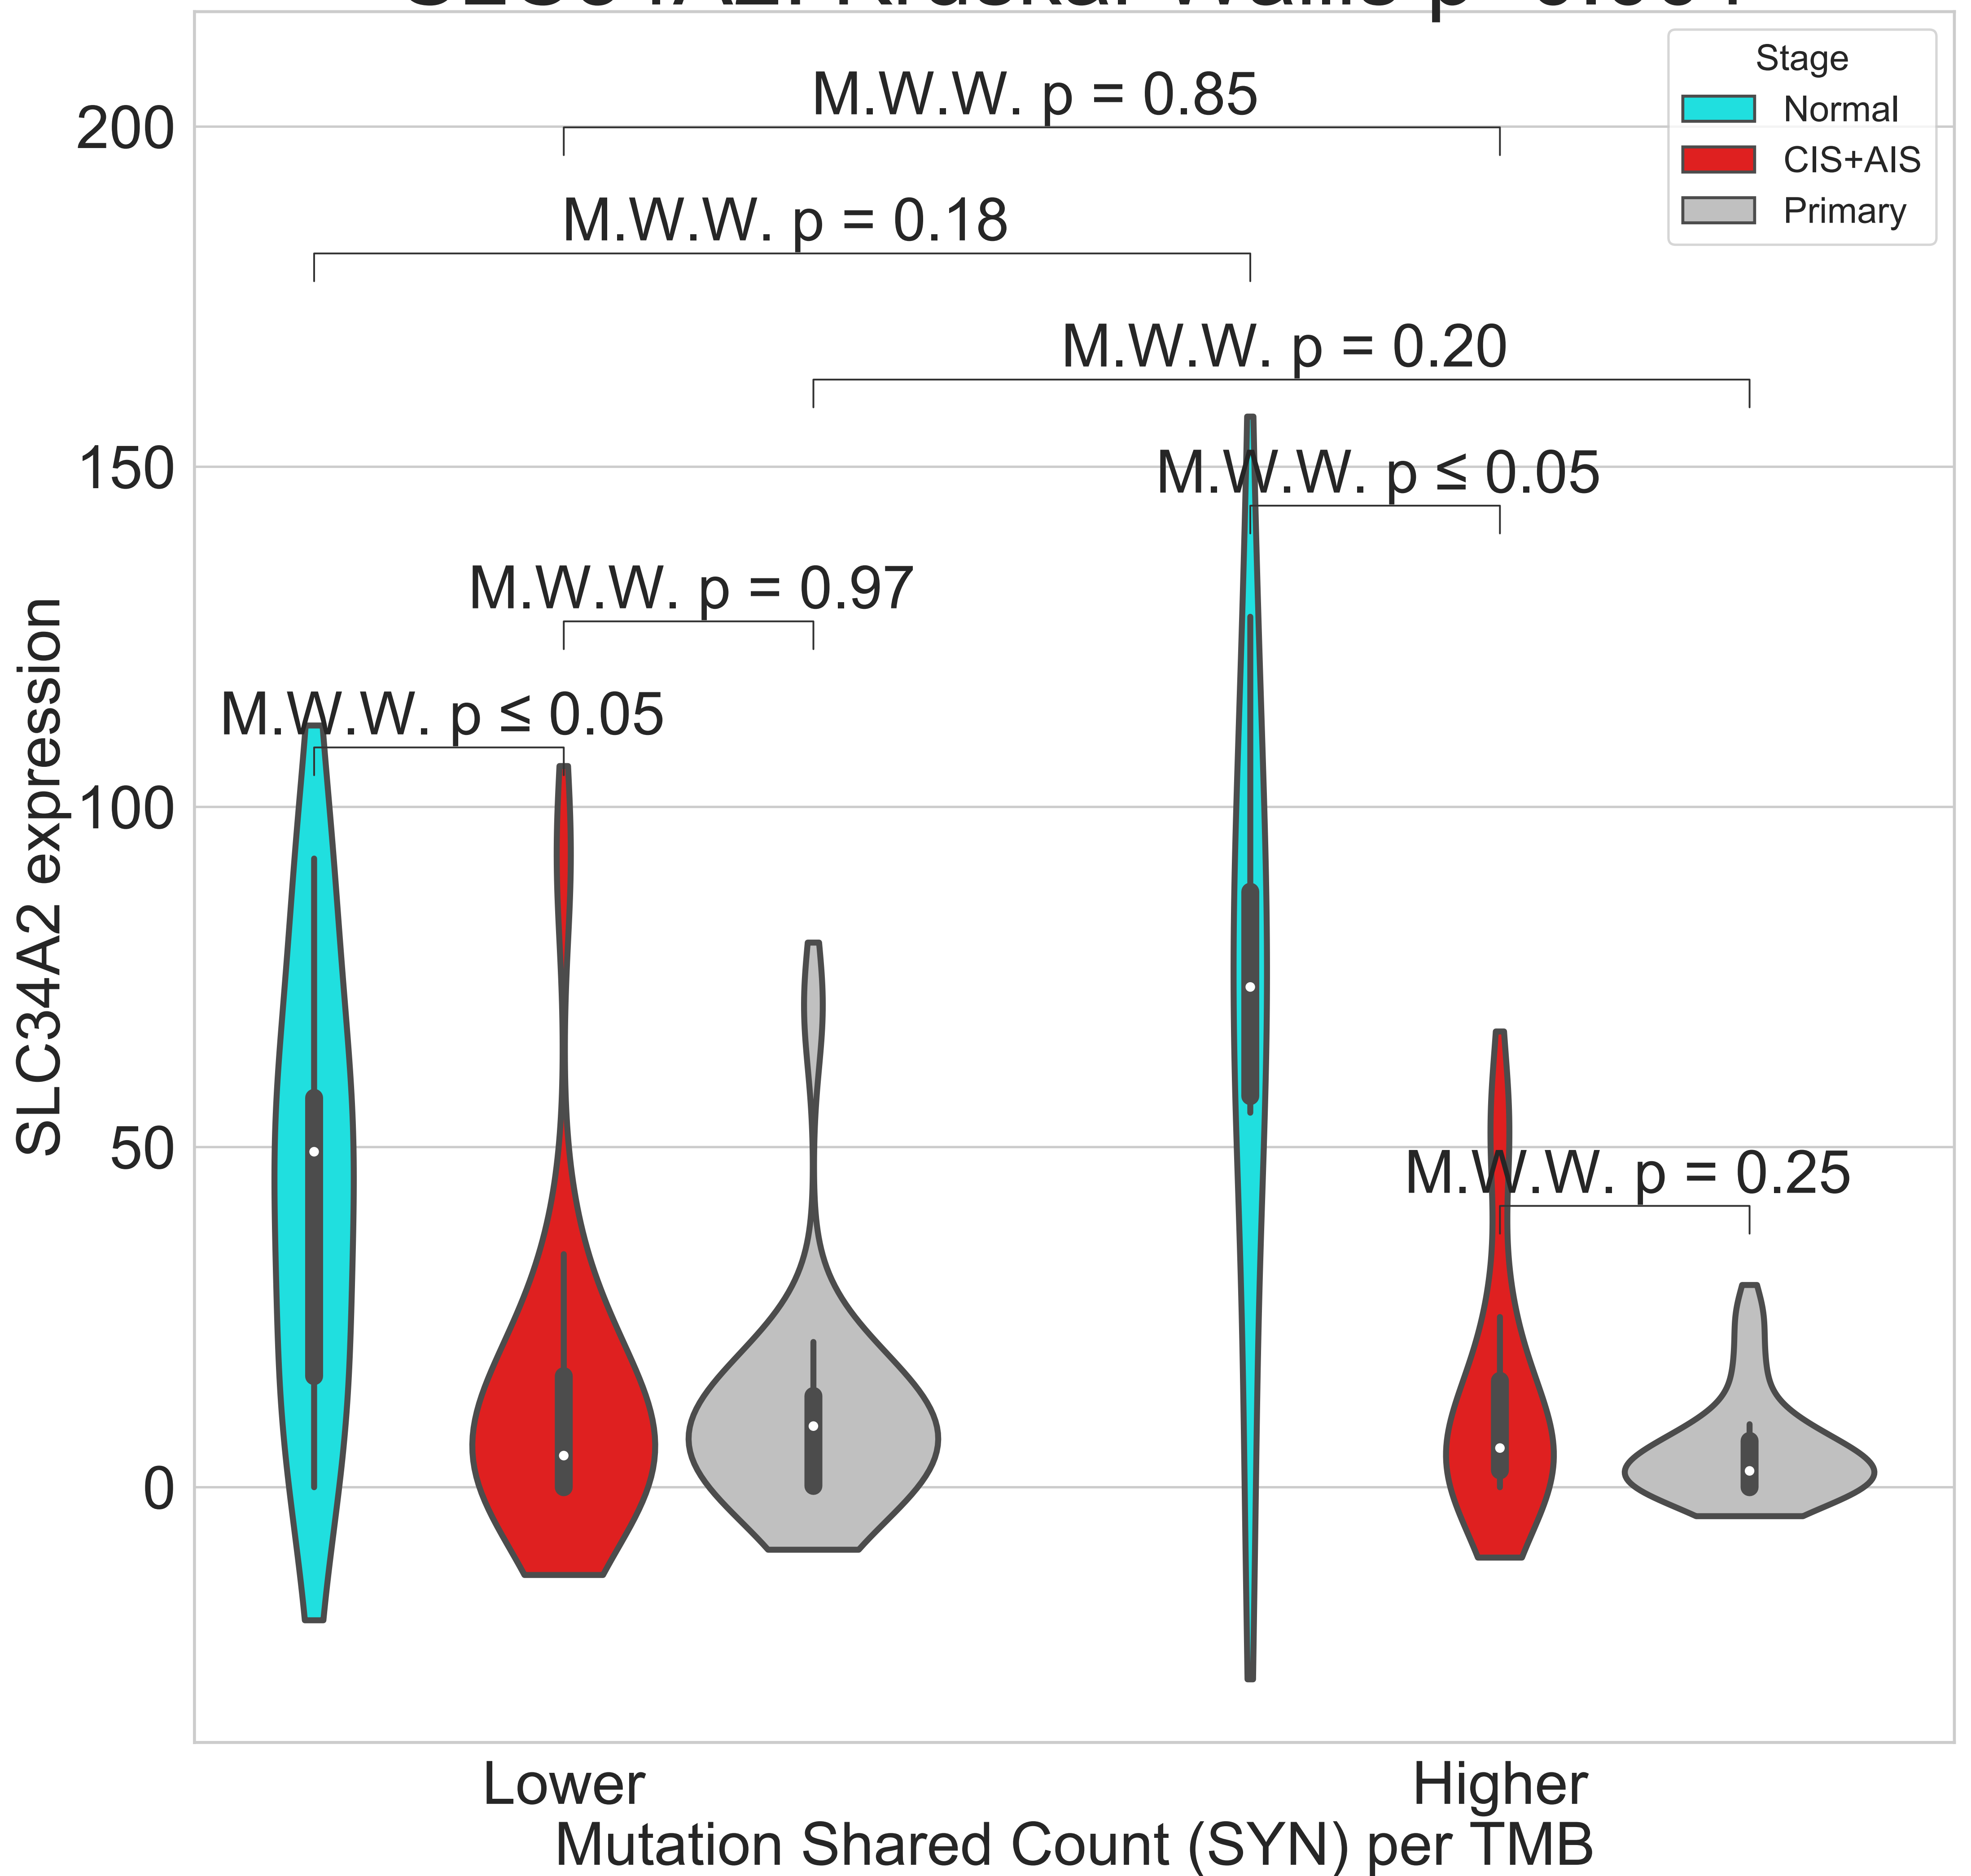 Stage
Normal
CIS+AIS
Primary
M.W.W. p = 0.85
M.W.W. p = 0.18
M.W.W. p = 0.20
M.W.W. p ≤ 0.05
M.W.W. p = 0.97
M.W.W. p ≤ 0.05
M.W.W. p = 0.25
200
150
100
50
0
SLC34A2 expression
Lower
Higher
Mutation Shared Count (SYN) per TMB